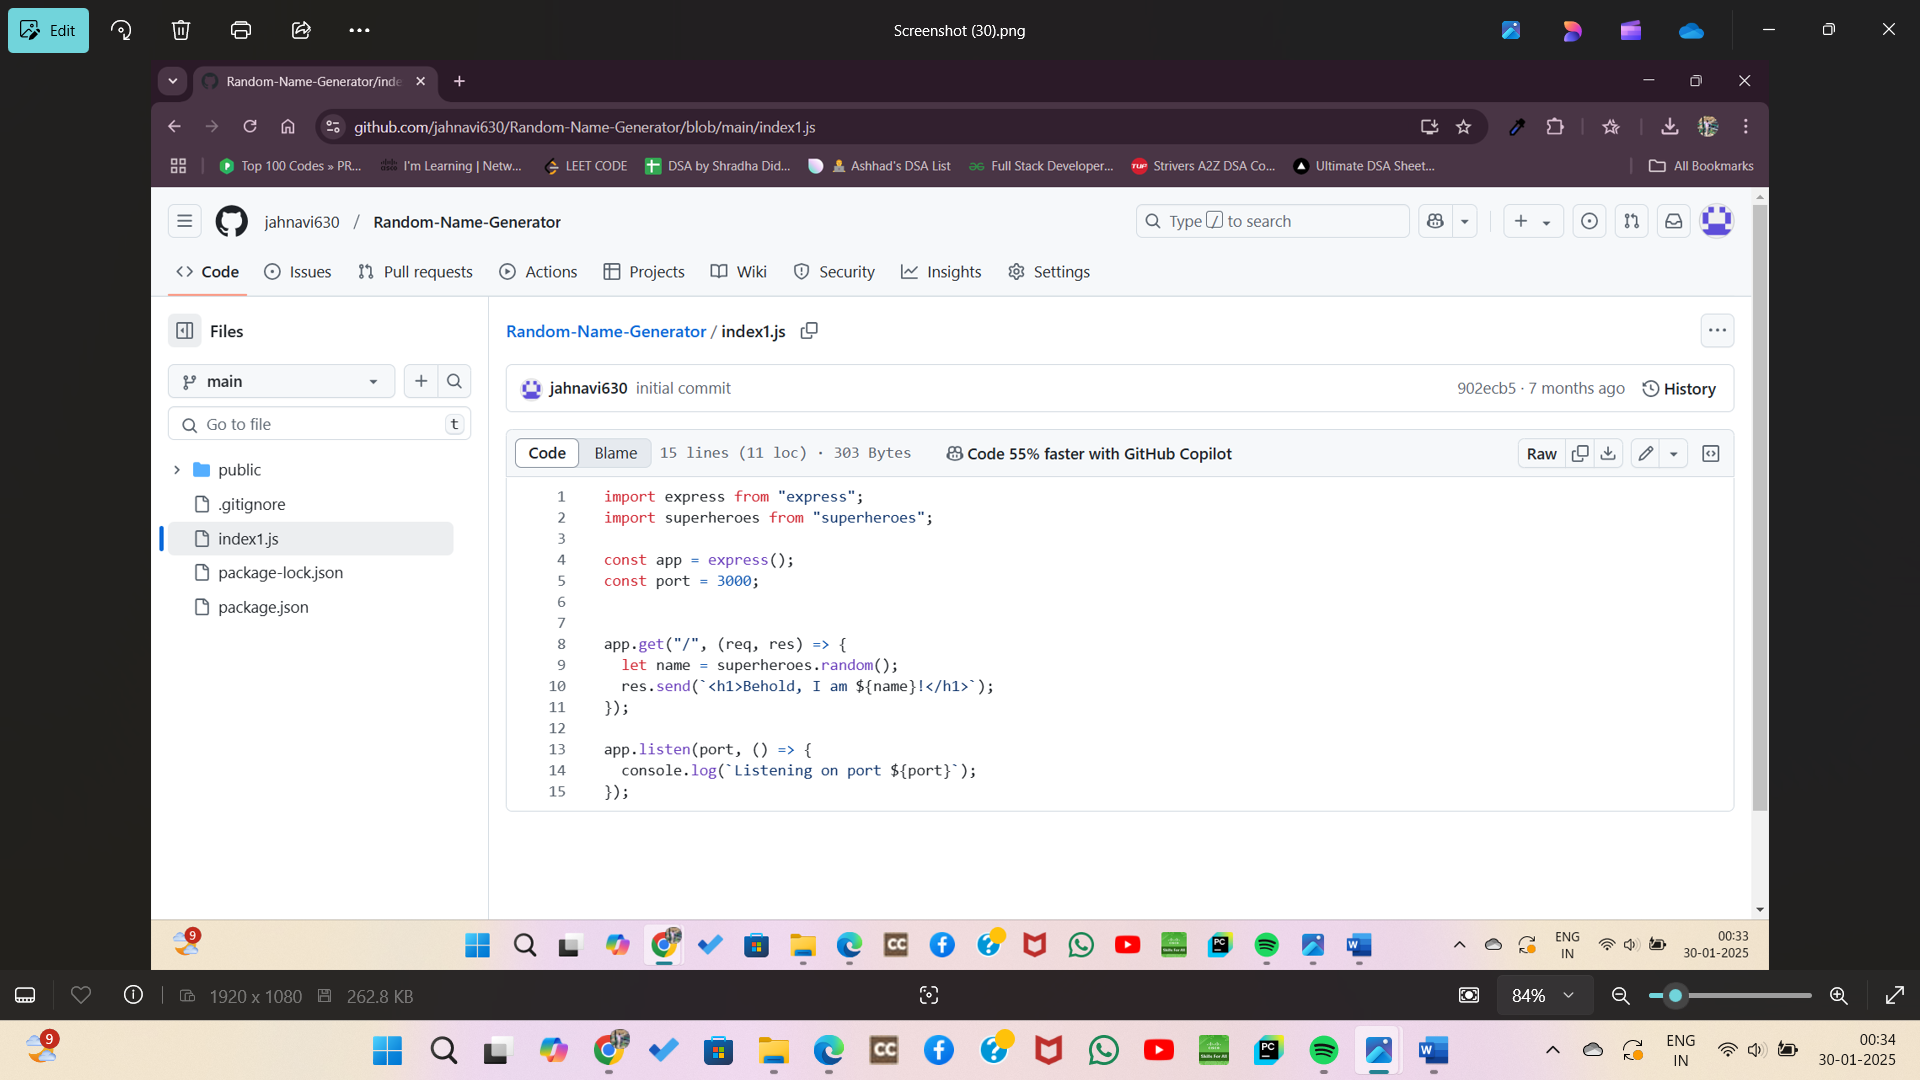 Edit
Screenshot (30).png
Random-Name-Generator/inde
github.com/jahnavi630/Random-Name-Generator/blob/main/index1.js
Top 100 Codes » PR...
I'm Learning | Netw...
LEET CODE
DSA by Shradha Did...
Ashhad's DSA List
Full Stack Developer...
Strivers A2Z DSA Co...
Ultimate DSA Sheet...
All Bookmarks
jahnavi630 / Random-Name-Generator
Type / to search
Code
Issues
Pull requests
Actions
Projects
Wiki
Security
Insights
Settings
Files
main
Go to file
t
public
.gitignore
index1.js
package-lock.json
package.json
Random-Name-Generator / index1.js
jahnavi630 initial commit
902ecb5 · 7 months ago
History
Code
Blame
15 lines (11 loc) · 303 Bytes
Code 55% faster with GitHub Copilot
Raw
1 import express from "express";
2 import superheroes from "superheroes";
3
4 const app = express();
5 const port = 3000;
6
7
8 app.get("/", (req, res) => {
9 let name = superheroes.random();
10 res.send(`<h1>Behold, I am ${name}!</h1>`);
11 });
12
13 app.listen(port, () => {
14 console.log(`Listening on port ${port}`);
15 });
9
CC
PC
W
ENG
IN
00:33
30-01-2025
1920 x 1080
262.8 KB
84%
9
CC
Skills For All
PC
W
ENG
IN
00:34
30-01-2025